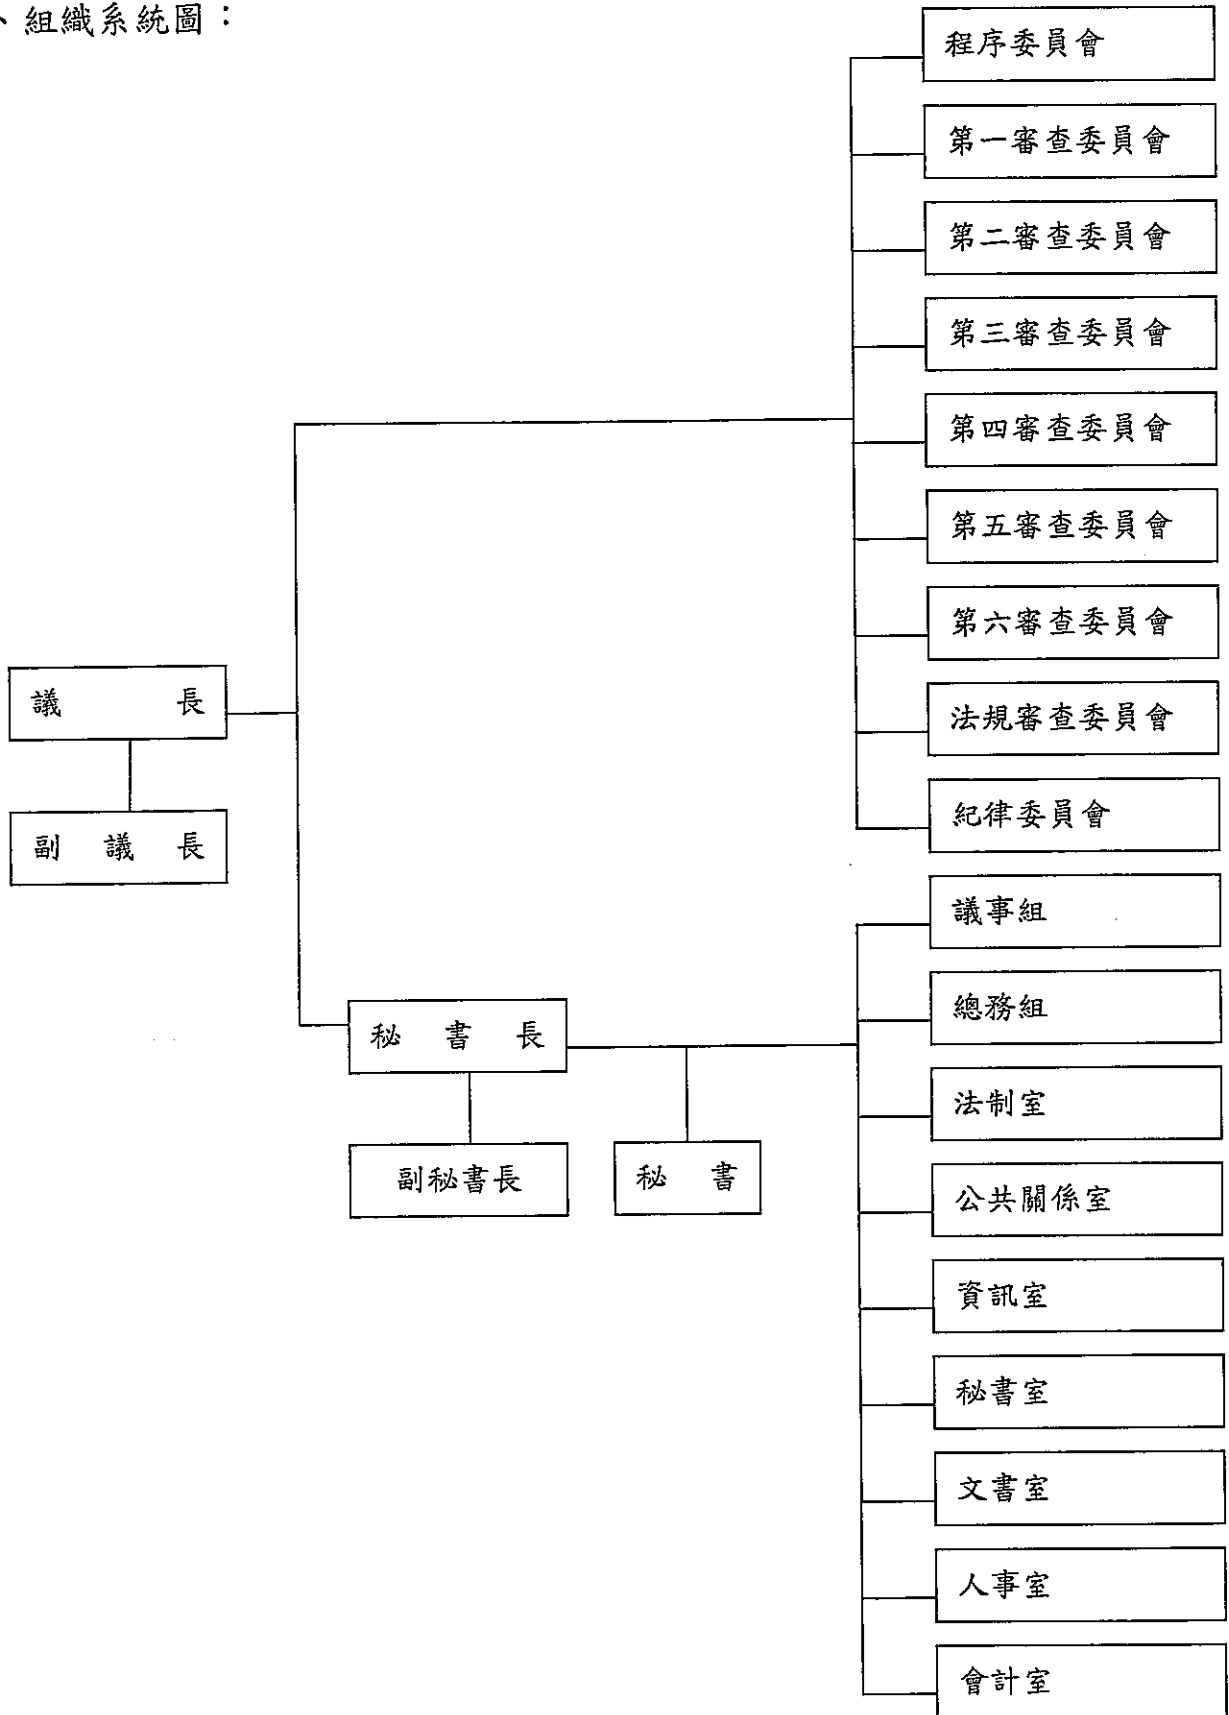 、組織系統圖：
程序委員會
第一審查委員會
第二審查委員會
第三審查委員會
第四審查委員會
第五審查委員會
第六審查委員會
法規審查委員會
紀律委員會
議長
副議長
秘書長
副秘書長
秘書
議事組
總務組
法制室
公共關係室
資訊室
秘書室
文書室
人事室
會計室